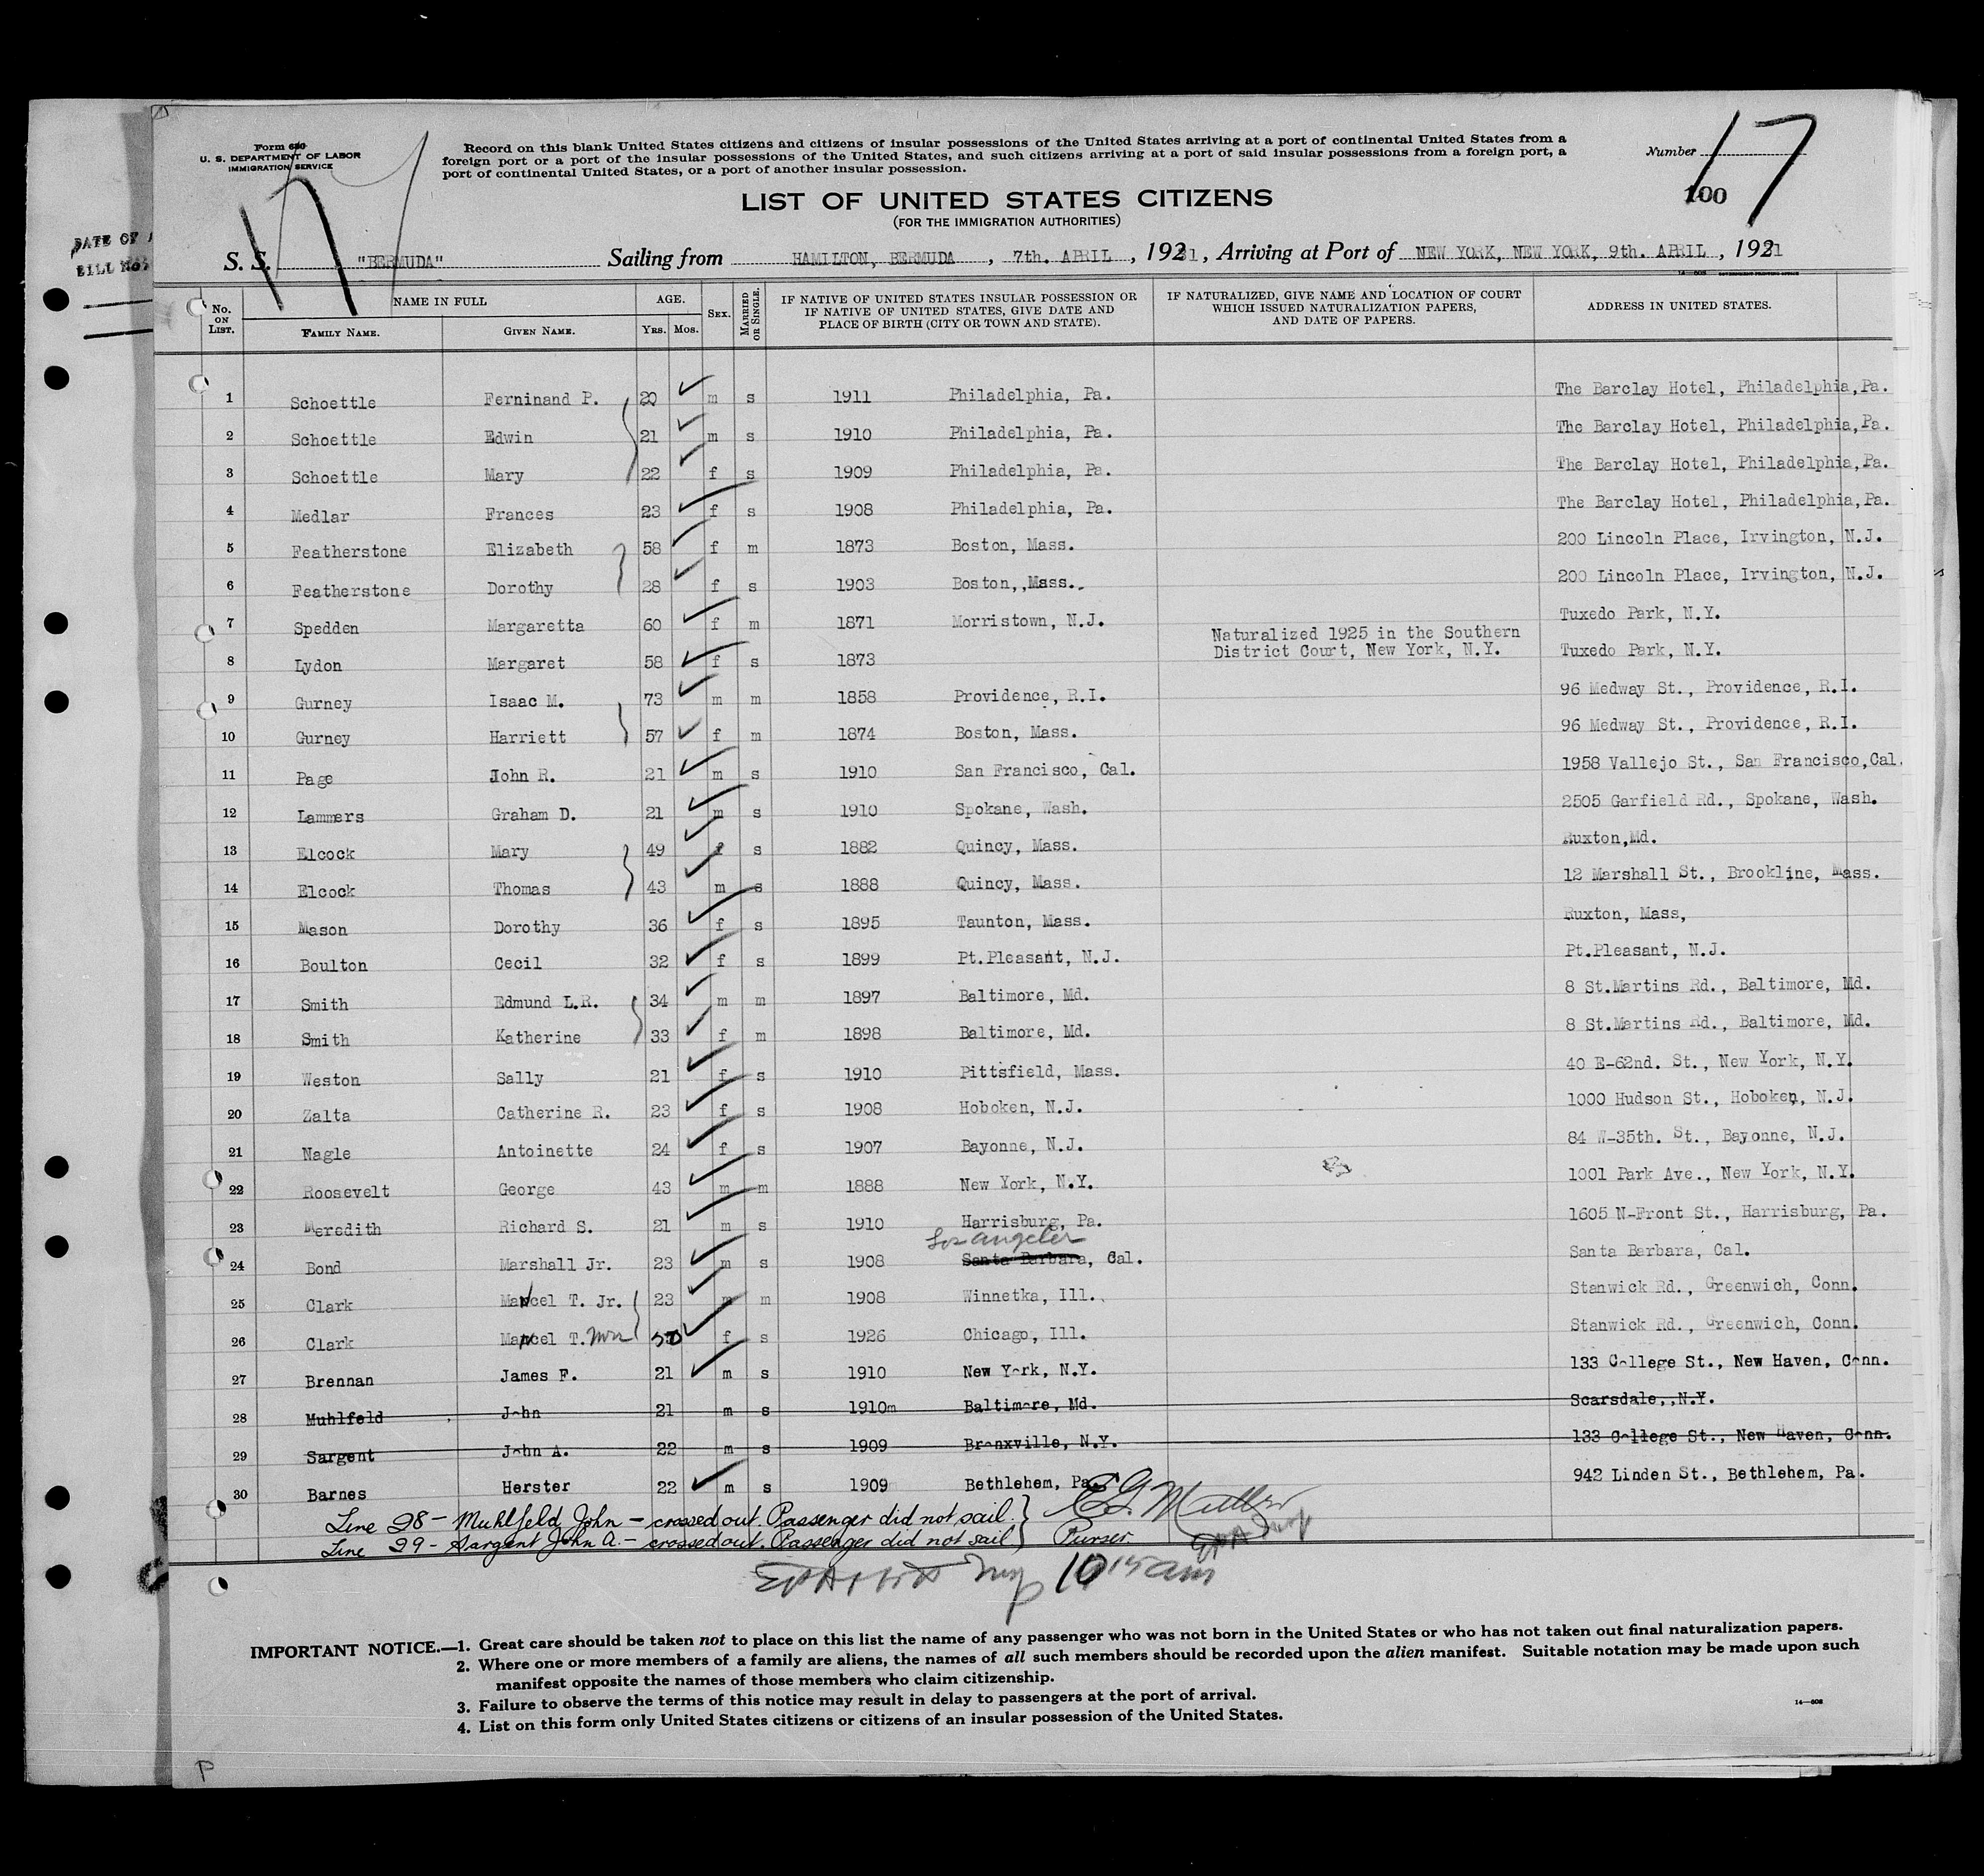 Form 630
U. S. DEPARTMENT OF LABOR
IMMIGRATION SERVICE
Record on this blank United States citizens and citizens of insular possessions of the United States arriving at a port of continental United States from a
foreign port or a port of the insular possessions of the United States, and such citizens arriving at a port of said insular possessions from a foreign port, a
port of continental United States, or a port of another insular possession.
Number 17
100
17
LIST OF UNITED STATES CITIZENS
(FOR THE IMMIGRATION AUTHORITIES)
DATE OF
BILL No.
S. S. "BERMUDA" Sailing from HAMILTON, BERMUDA, 7th. APRIL, 1931, Arriving at Port of NEW YORK, NEW YORK, 9th. APRIL, 1931
No. ON LIST. NAME IN FULL FAMILY NAME. GIVEN NAME. AGE. YRS. MOS. SEX. MARRIED OR SINGLE. IF NATIVE OF UNITED STATES INSULAR POSSESSION OR IF NATIVE OF UNITED STATES, GIVE DATE AND PLACE OF BIRTH (CITY OR TOWN AND STATE). IF NATURALIZED, GIVE NAME AND LOCATION OF COURT WHICH ISSUED NATURALIZATION PAPERS, AND DATE OF PAPERS. ADDRESS IN UNITED STATES.
1 Schoettle Ferninand P. 20 m s 1911 Philadelphia, Pa. The Barclay Hotel, Philadelphia,Pa.
2 Schoettle Edwin 21 m s 1910 Philadelphia, Pa. The Barclay Hotel, Philadelphia,Pa.
3 Schoettle Mary 22 f s 1909 Philadelphia, Pa. The Barclay Hotel, Philadelphia,Pa.
4 Medlar Frances 23 f s 1908 Philadelphia, Pa. The Barclay Hotel, Philadelphia,Pa.
5 Featherstone Elizabeth 58 f m 1873 Boston, Mass. 200 Lincoln Place, Irvington, N.J.
6 Featherstone Dorothy 28 f s 1903 Boston,,Mass.. 200 Lincoln Place, Irvington, N.J.
7 Spedden Margaretta 60 f m 1871 Morristown, N.J. Tuxedo Park, N.Y.
8 Lydon Margaret 58 f s 1873 Naturalized 1925 in the Southern District Court, New York, N.Y. Tuxedo Park, N.Y.
9 Gurney Isaac M. 73 m m 1858 Providence, R.I. 96 Medway St., Providence, R.I.
10 Gurney Harriett 57 f m 1874 Boston, Mass. 96 Medway St., Providence, R.I.
11 Page John R. 21 m s 1910 San Francisco, Cal. 1958 Vallejo St., San Francisco,Cal.
12 Lammers Graham D. 21 m s 1910 Spokane, Wash. 2505 Garfield Rd., Spokane, Wash.
13 Elcock Mary 49 f s 1882 Quincy, Mass. Ruxton,Md.
14 Elcock Thomas 43 m s 1888 Quincy, Mass. 12 Marshall St., Brookline, Mass.
15 Mason Dorothy 36 f s 1895 Taunton, Mass. Ruxton, Mass,
16 Boulton Cecil 32 f s 1899 Pt.Pleasant, N.J. Pt.Pleasant, N.J.
17 Smith Edmund L.R. 34 m m 1897 Baltimore, Md. 8 St.Martins Rd., Baltimore, Md.
18 Smith Katherine 33 f m 1898 Baltimore, Md. 8 St.Martins Rd., Baltimore, Md.
19 Weston Sally 21 f s 1910 Pittsfield, Mass. 40 E-62nd. St., New York, N.Y.
20 Zalta Catherine R. 23 f s 1908 Hoboken, N.J. 1000 Hudson St., Hoboken, N.J.
21 Nagle Antoinette 24 f s 1907 Bayonne, N.J. 84 W-35th. St., Bayonne, N.J.
22 Roosevelt George 43 m m 1888 New York, N.Y. 1001 Park Ave., New York, N.Y.
23 Meredith Richard S. 21 m s 1910 Harrisburg, Pa. 1605 N-Front St., Harrisburg, Pa.
Los Angeles
24 Bond Marshall Jr. 23 m s 1908 Santa Barbara, Cal. Santa Barbara, Cal.
25 Clark Marcel T. Jr. 23 m m 1908 Winnetka, Ill. Stanwick Rd., Greenwich, Conn.
26 Clark Marcel T. Mrs 50 f s 1926 Chicago, Ill. Stanwick Rd., Greenwich, Conn.
27 Brennan James F. 21 m s 1910 New York, N.Y. 133 College St., New Haven, Conn.
28 Muhlfeld John 21 m s 1910m Baltimore, Md. Scarsdale,,N.Y.
29 Sargent John A. 22 m s 1909 Bronxville, N.Y. 133 College St., New Haven, Conn.
30 Barnes Herster 22 m s 1909 Bethlehem, Pa. 942 Linden St., Bethlehem, Pa.
Line 28 - Muhlfeld, John - crossed out. Passenger did not sail.
Line 29 - Sargent John A. - crossed out. Passenger did not sail
Purser.
10 15 am
IMPORTANT NOTICE.—1. Great care should be taken not to place on this list the name of any passenger who was not born in the United States or who has not taken out final naturalization papers.
2. Where one or more members of a family are aliens, the names of all such members should be recorded upon the alien manifest. Suitable notation may be made upon such
manifest opposite the names of those members who claim citizenship.
3. Failure to observe the terms of this notice may result in delay to passengers at the port of arrival.
4. List on this form only United States citizens or citizens of an insular possession of the United States.
14—608
P